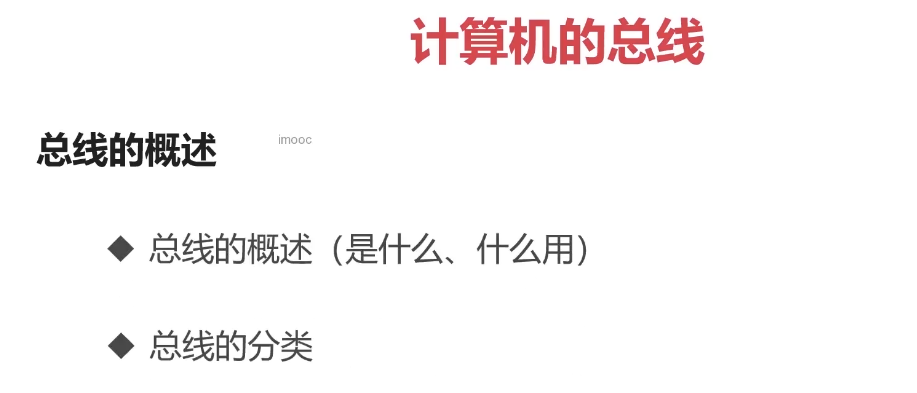 计算机的总线
总线的概述
imooc
◆ 总线的概述（是什么、什么用）
◆ 总线的分类